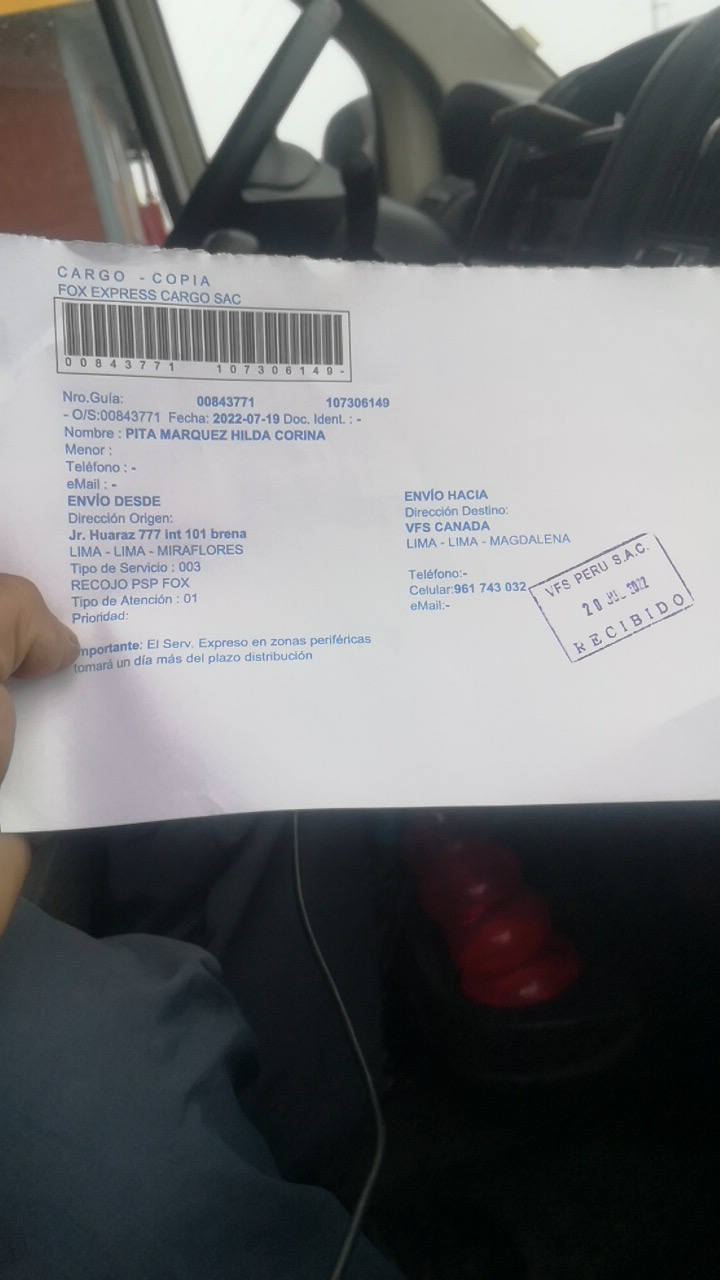 CARGO - COPIA
FOX EXPRESS CARGO SAC
00843771 107306149-
Nro.Guía: 00843771 107306149
- O/S:00843771 Fecha: 2022-07-19 Doc. Ident. : -
Nombre : PITA MARQUEZ HILDA CORINA
Menor :
Teléfono : -
eMail : -
ENVÍO DESDE
Dirección Origen:
Jr. Huaraz 777 int 101 brena
LIMA - LIMA - MIRAFLORES
Tipo de Servicio : 003
RECOJO PSP FOX
Tipo de Atención : 01
Prioridad:
ENVÍO HACIA
Dirección Destino:
VFS CANADA
LIMA - LIMA - MAGDALENA
Teléfono:-
Celular:961 743 032
eMail:-
VFS PERU S.A.C.
20 JUL 2022
RECIBIDO
mportante: El Serv. Expreso en zonas periféricas
tomará un día más del plazo distribución